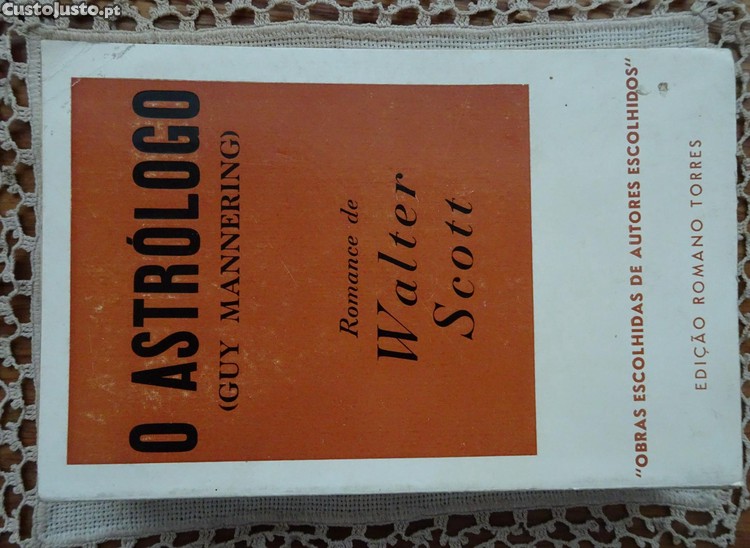 CustoJusto.pt
O ASTRÓLOGO
(GUY MANNERING)
Romance de
Walter
Scott
"OBRAS ESCOLHIDAS DE AUTORES ESCOLHIDOS"
EDIÇÃO ROMANO TORRES